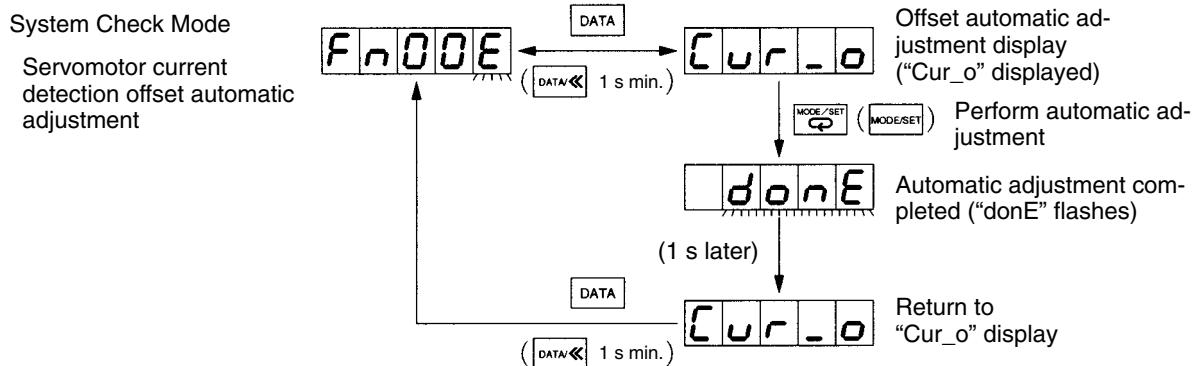 System Check Mode
Servomotor current
detection offset automatic
adjustment
Fn00E
DATA
(DATA/≪ 1 s min.)
Cur_o
Offset automatic ad-
justment display
(“Cur_o” displayed)
MODE/SET (MODE/SET)
Perform automatic ad-
justment
donE
Automatic adjustment com-
pleted (“donE” flashes)
(1 s later)
DATA
(DATA/≪ 1 s min.)
Cur_o
Return to
“Cur_o” display